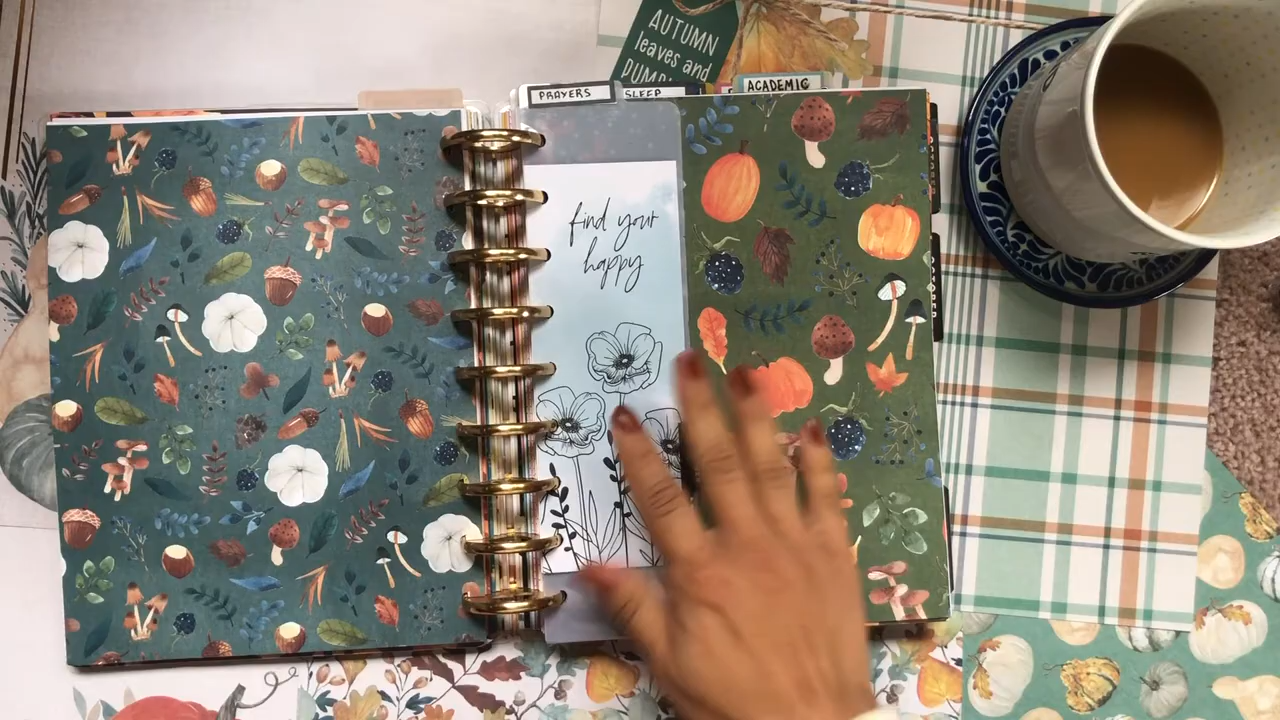 AUTUMN
leaves and
PRAYERS
SLEEP
ACADEMIC
find your
happy